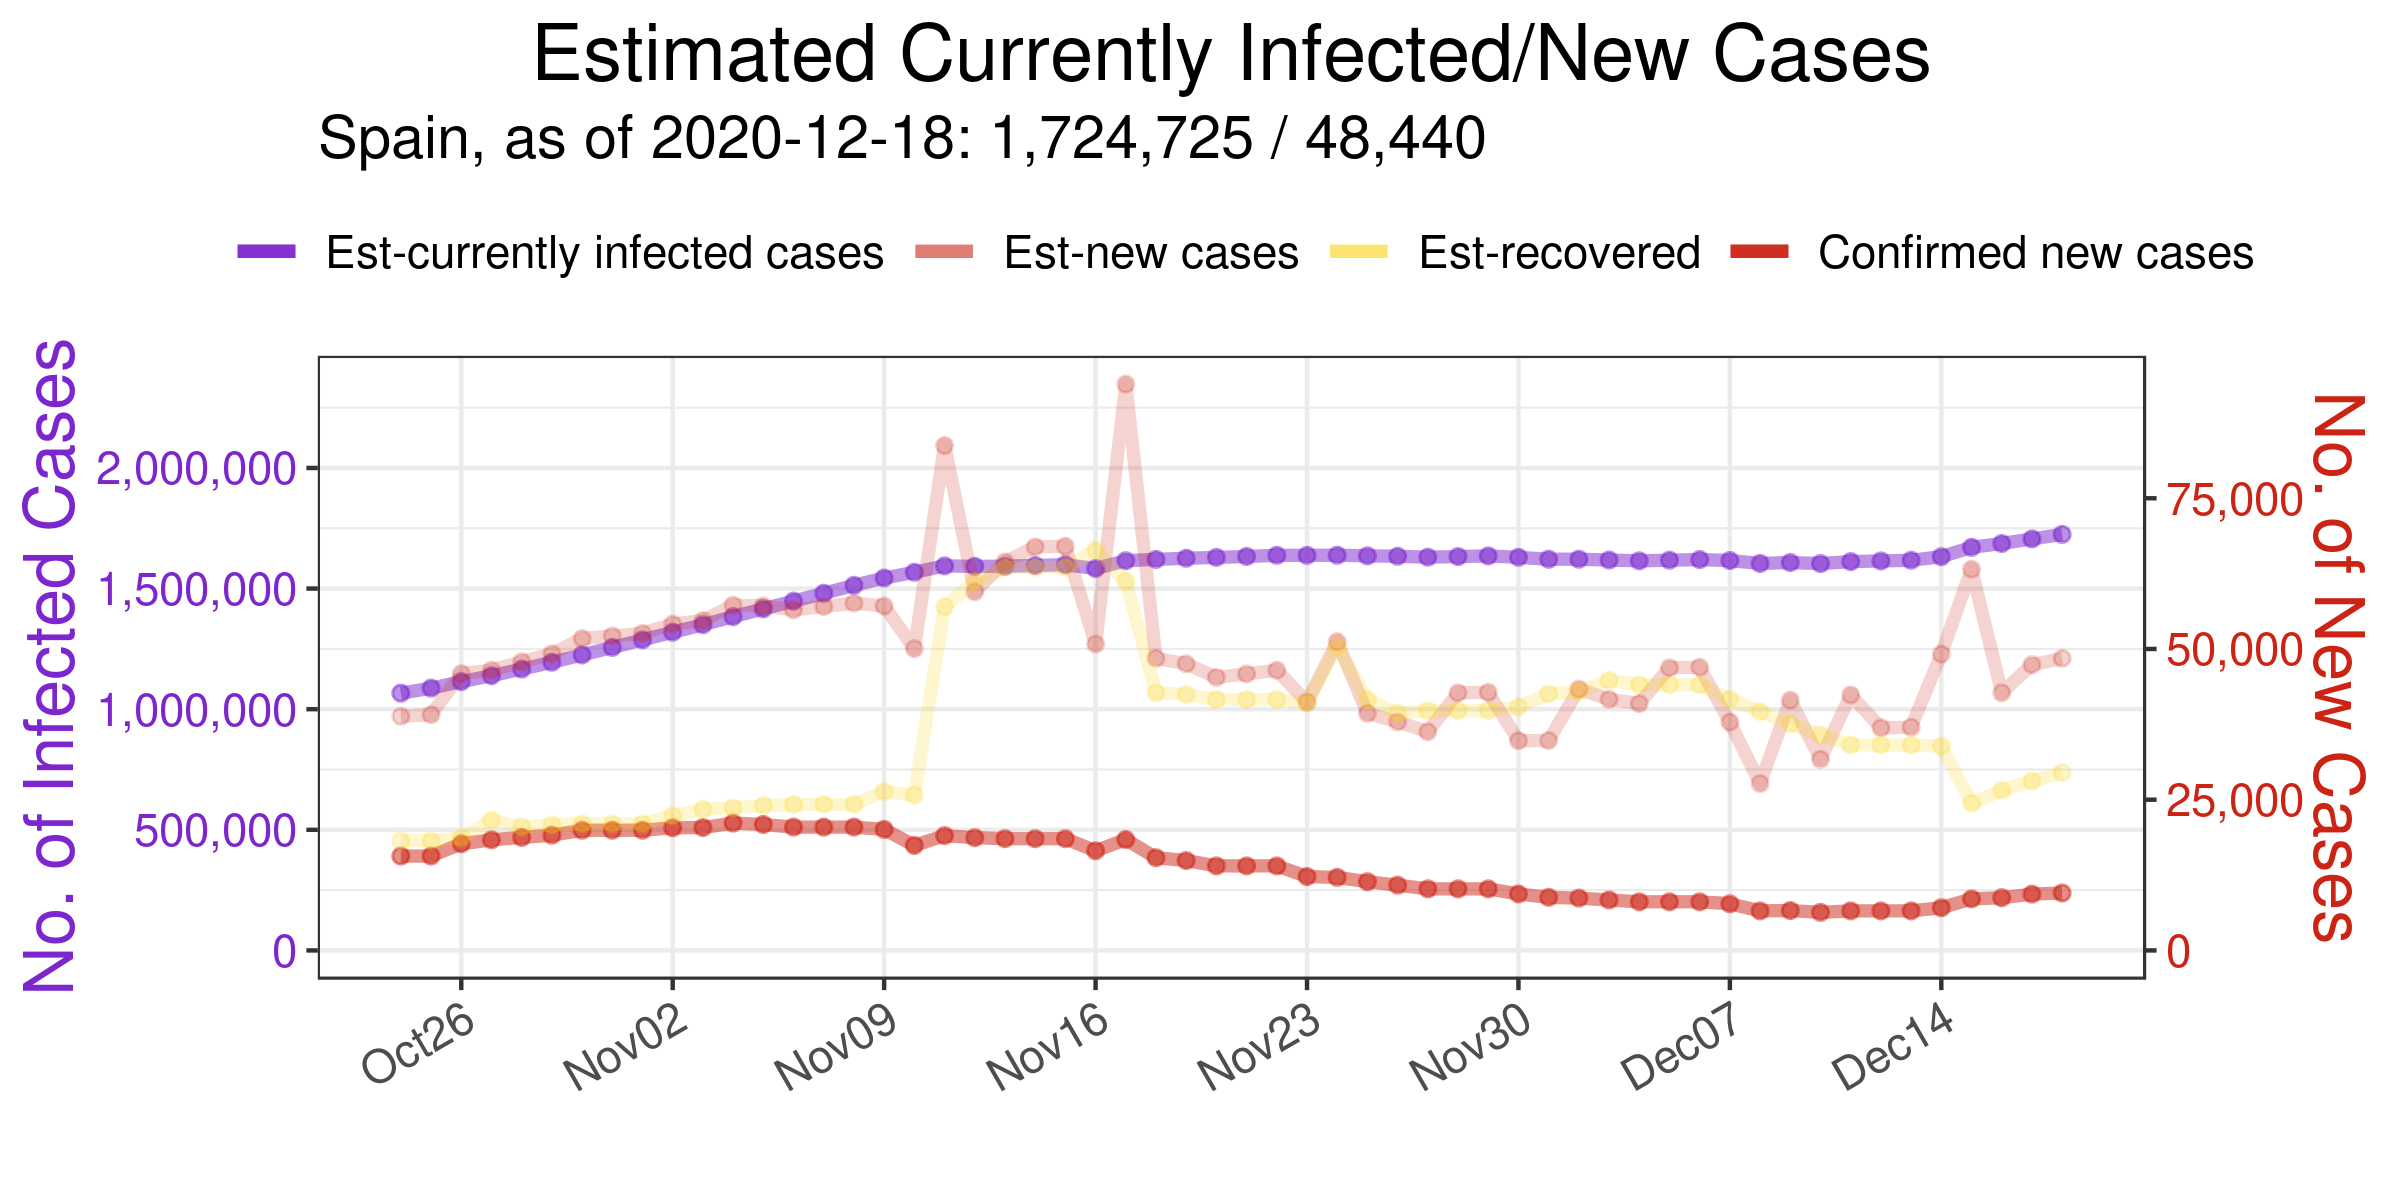 Estimated Currently Infected/New Cases
Spain, as of 2020-12-18: 1,724,725 / 48,440
Est-currently infected cases
Est-new cases
Est-recovered
Confirmed new cases
No. of Infected Cases
2,000,000
1,500,000
1,000,000
500,000
0
75,000
50,000
25,000
0
No. of New Cases
Oct26
Nov02
Nov09
Nov16
Nov23
Nov30
Dec07
Dec14